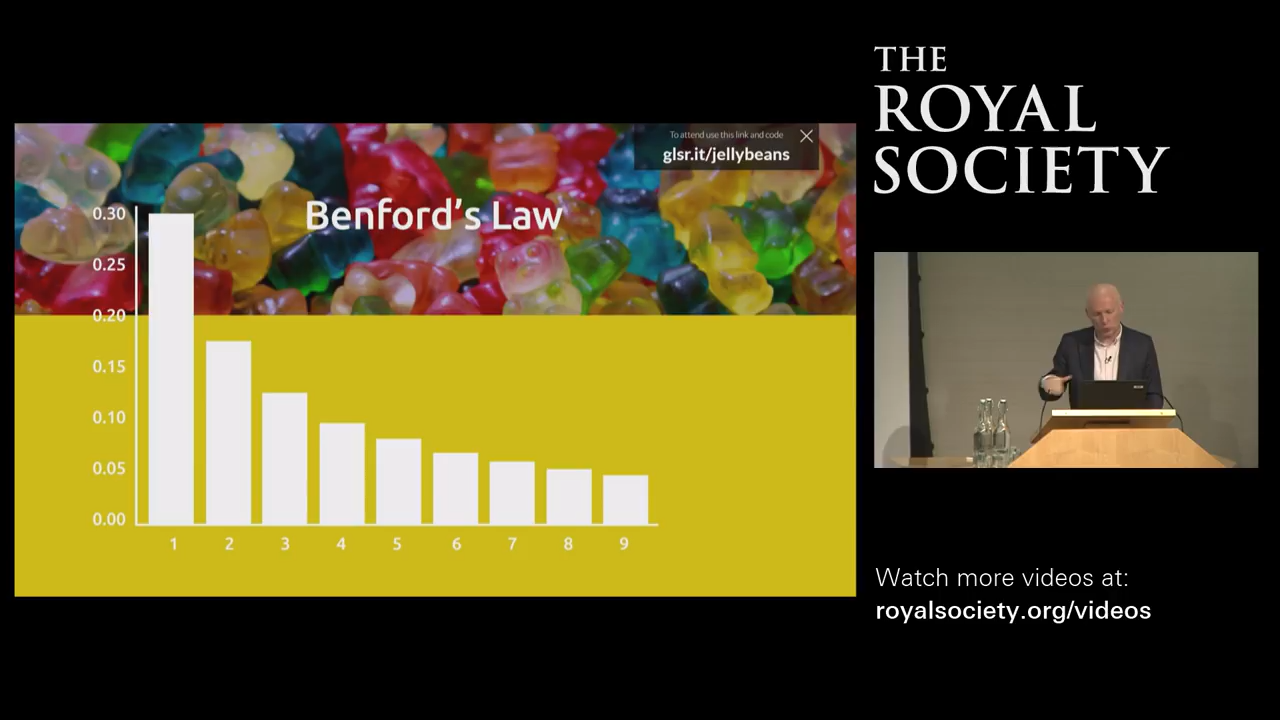 To attend use this link and code
glsr.it/jellybeans
Benford's Law
0.30
0.25
0.20
0.15
0.10
0.05
0.00
1 2 3 4 5 6 7 8 9
THE
ROYAL
SOCIETY
Watch more videos at:
royalsociety.org/videos